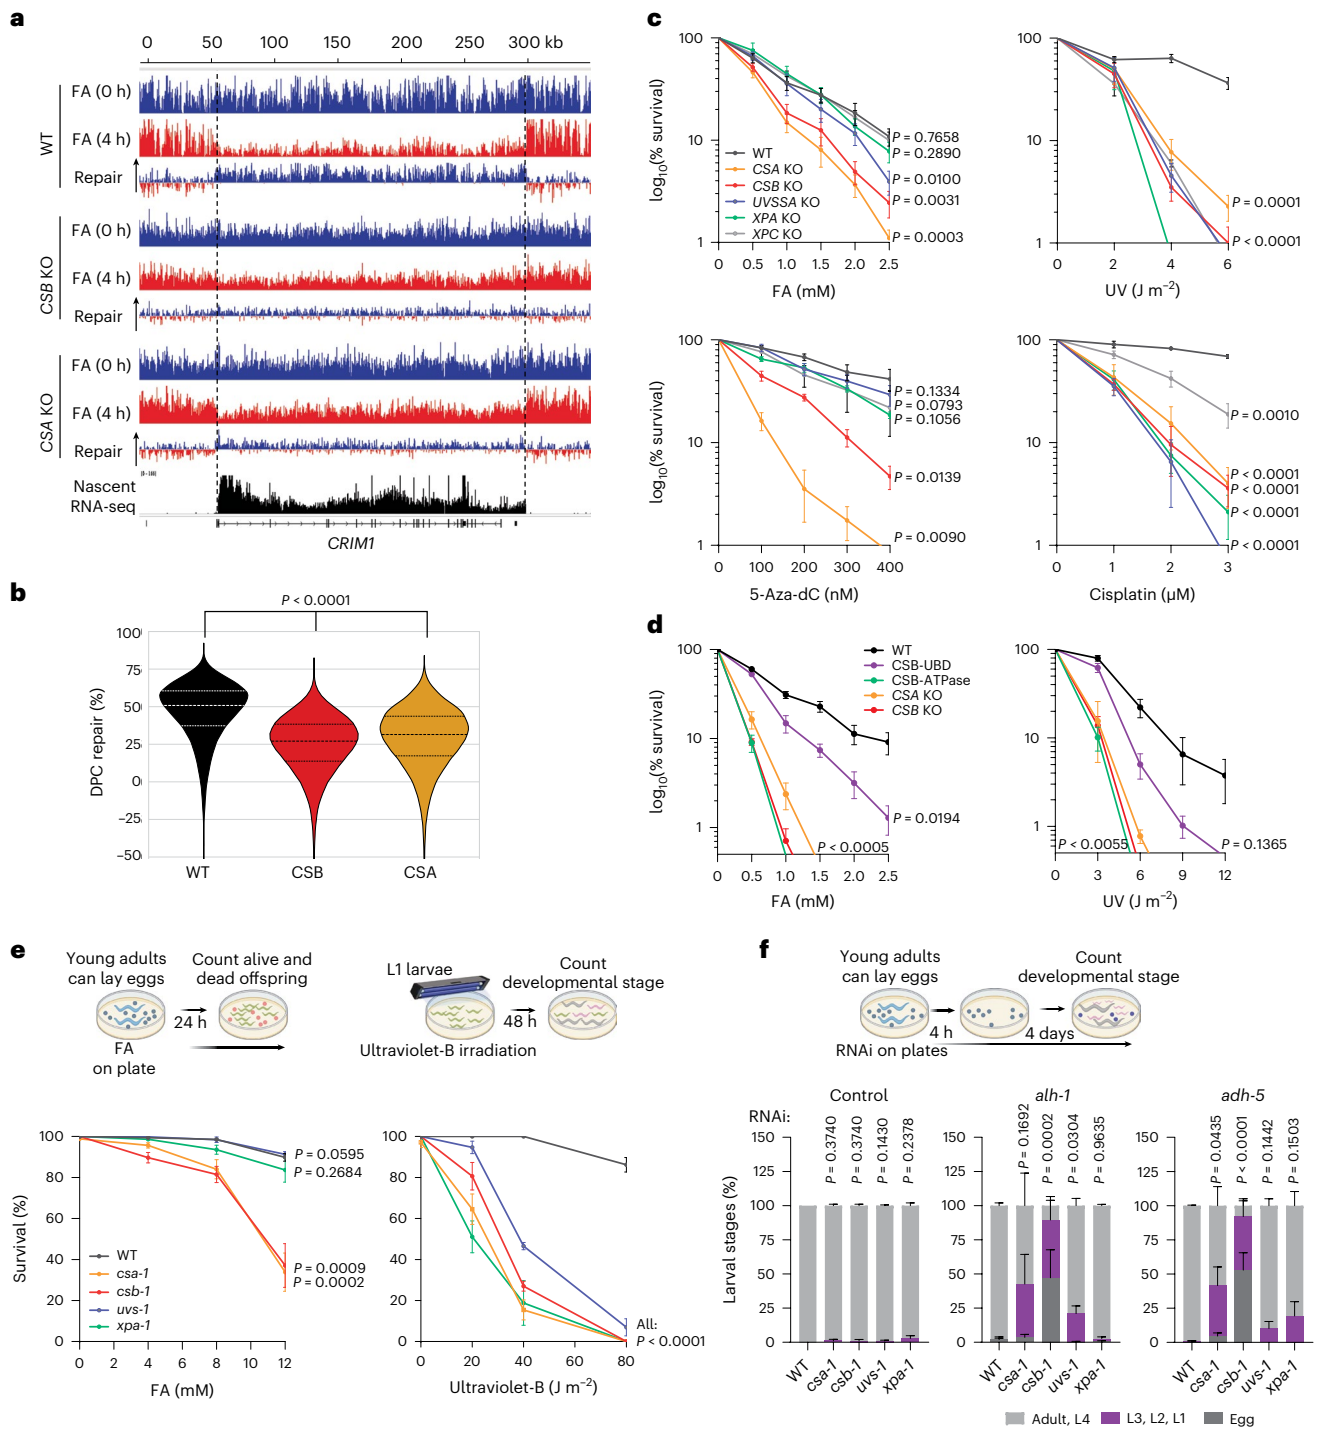 a
0 50 100 150 200 250 300 kb
WT
FA (0 h)
FA (4 h)
Repair
CSB KO
FA (0 h)
FA (4 h)
Repair
CSA KO
FA (0 h)
FA (4 h)
Repair
Nascent
RNA-seq
CRIM1
b
P < 0.0001
DPC repair (%)
100
75
50
25
0
−25
−50
WT CSB CSA
c
log10(% survival)
100
10
1
WT
CSA KO
CSB KO
UVSSA KO
XPA KO
XPC KO
P = 0.7658
P = 0.2890
P = 0.0100
P = 0.0031
P = 0.0003
0 0.5 1.0 1.5 2.0 2.5
FA (mM)
100
10
1
P = 0.0001
P < 0.0001
0 2 4 6
UV (J m−2)
log10(% survival)
100
10
1
P = 0.1334
P = 0.0793
P = 0.1056
P = 0.0139
P = 0.0090
0 100 200 300 400
5-Aza-dC (nM)
100
10
1
P = 0.0010
P < 0.0001
P < 0.0001
P < 0.0001
P < 0.0001
0 1 2 3
Cisplatin (µM)
d
log10(% survival)
100
10
1
WT
CSB-UBD
CSB-ATPase
CSA KO
CSB KO
P = 0.0194
P < 0.0005
0 0.5 1.0 1.5 2.0 2.5
FA (mM)
100
10
1
P < 0.0055
P = 0.1365
0 3 6 9 12
UV (J m−2)
e
Young adults
can lay eggs
Count alive and
dead offspring
24 h
FA
on plate
L1 larvae
Count
developmental stage
48 h
Ultraviolet-B irradiation
Survival (%)
100
80
60
40
20
0
WT
csa-1
csb-1
uvs-1
xpa-1
P = 0.0595
P = 0.2684
P = 0.0009
P = 0.0002
0 2 4 6 8 10 12
FA (mM)
100
80
60
40
20
0
All:
P < 0.0001
0 20 40 60 80
Ultraviolet-B (J m−2)
f
Young adults
can lay eggs
Count
developmental stage
4 h
4 days
RNAi on plates
RNAi:
Control
alh-1
adh-5
Larval stages (%)
150
125
100
75
50
25
0
P = 0.3740
P = 0.3740
P = 0.1430
P = 0.2378
WT csa-1 csb-1 uvs-1 xpa-1
150
125
100
75
50
25
0
P = 0.1692
P = 0.0002
P = 0.0304
P = 0.9635
WT csa-1 csb-1 uvs-1 xpa-1
150
125
100
75
50
25
0
P = 0.0435
P < 0.0001
P = 0.1442
P = 0.1503
WT csa-1 csb-1 uvs-1 xpa-1
Adult, L4
L3, L2, L1
Egg